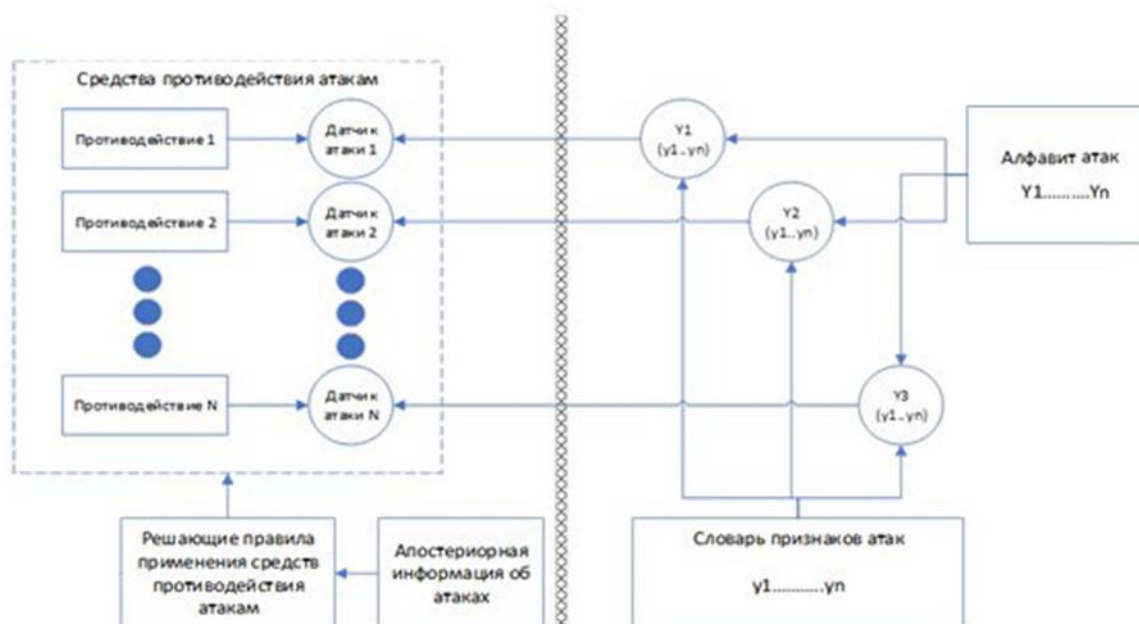 Средства противодействия атакам
Противодействие 1
Датчик
атаки 1
Y1
(y1..yn)
Алфавит атак
Y1..........Yn
Противодействие 2
Датчик
атаки 2
Y2
(y1..yn)
Противодействие N
Датчик
атаки N
Y3
(y1..yn)
Решающие правила
применения средств
противодействия
атакам
Апостериорная
информация об
атаках
Словарь признаков атак
y1...........yn